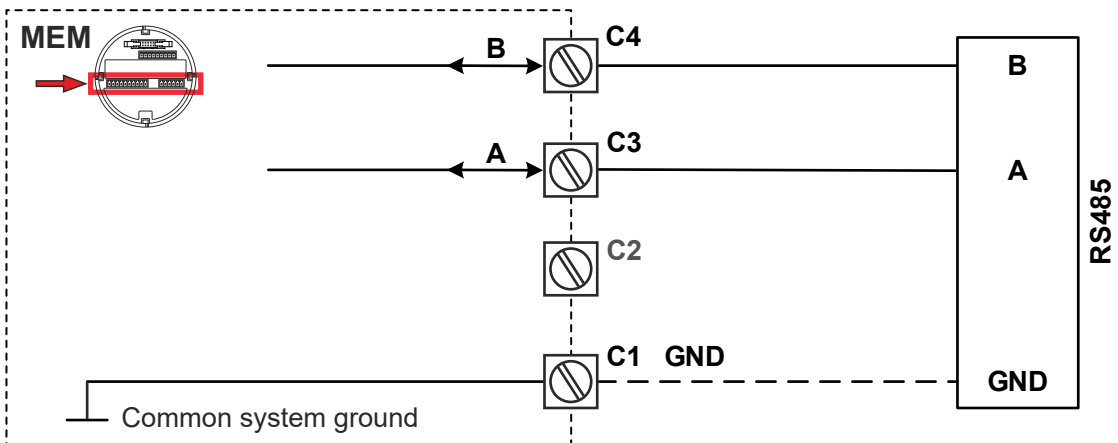 MEM
B
C4
B
A
C3
A
RS485
C2
C1 GND
GND
Common system ground